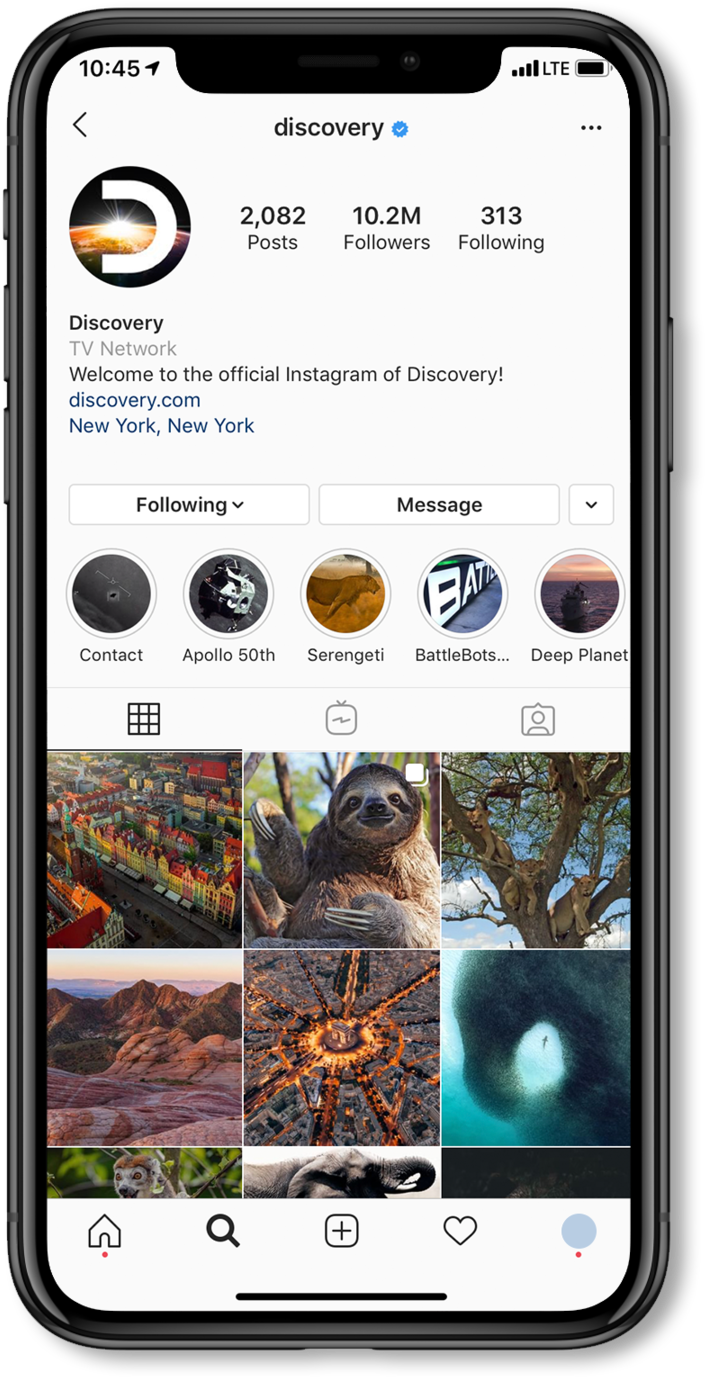 10:45 LTE
discovery
2,082 10.2M 313
Posts Followers Following
Discovery
TV Network
Welcome to the official Instagram of Discovery!
discovery.com
New York, New York
Following Message
BATTL
Contact Apollo 50th Serengeti BattleBots... Deep Planet